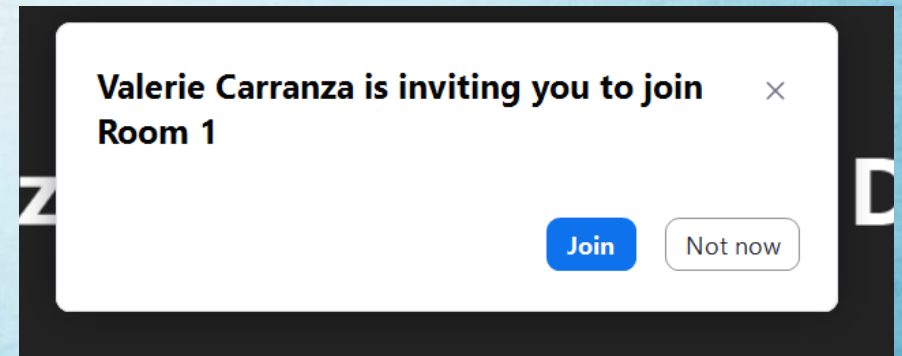 Valerie Carranza is inviting you to join
Room 1
z
D
Join
Not now